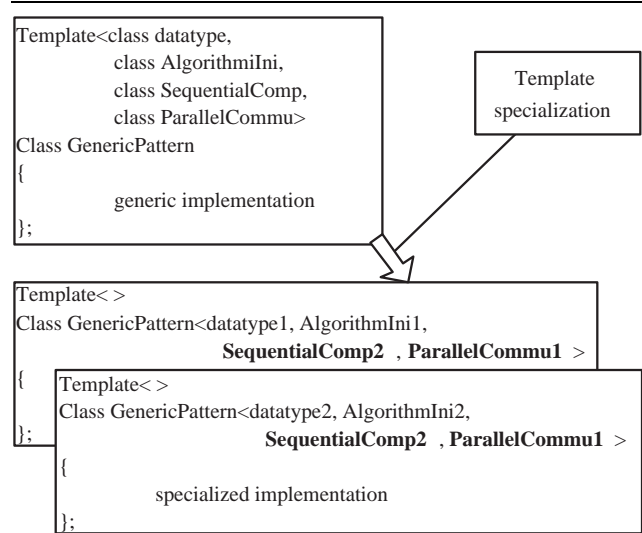 Template<class datatype,
class AlgorithmiIni,
class SequentialComp,
class ParallelCommu>
Class GenericPattern
{
generic implementation
};
Template
specialization
Template< >
Class GenericPattern<datatype1, AlgorithmIni1,
SequentialComp2 , ParallelCommu1 >
{
};
Template< >
Class GenericPattern<datatype2, AlgorithmIni2,
SequentialComp2 , ParallelCommu1 >
{
specialized implementation
};